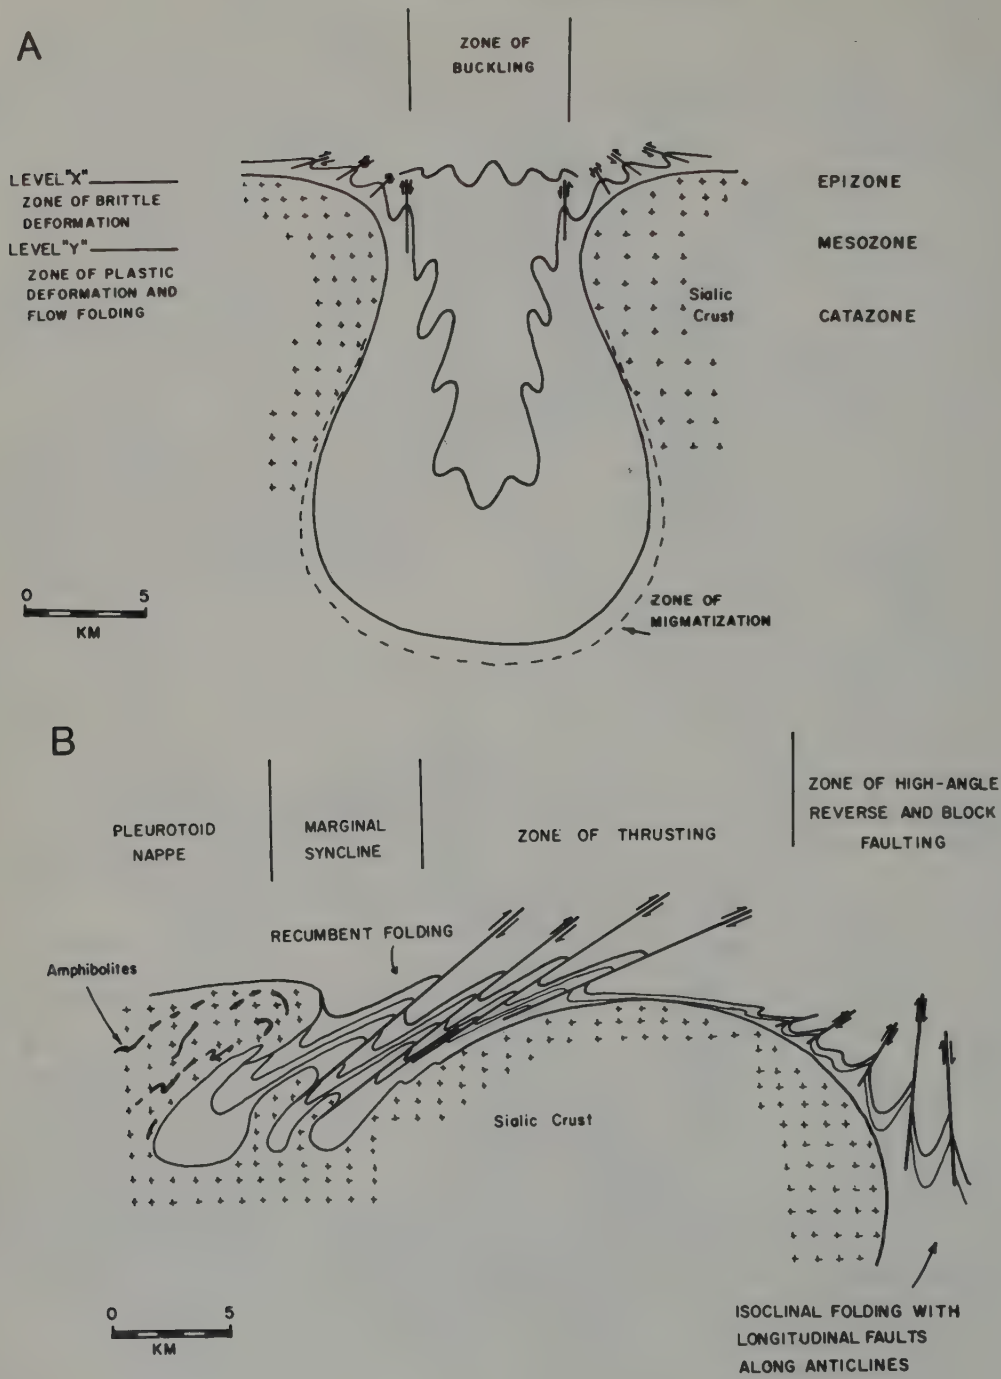 A
ZONE OF
BUCKLING
LEVEL "X"
ZONE OF BRITTLE
DEFORMATION
LEVEL "Y"
ZONE OF PLASTIC
DEFORMATION AND
FLOW FOLDING
EPIZONE
MESOZONE
Sialic
Crust
CATAZONE
0 5
KM
ZONE OF
MIGMATIZATION
B
PLEUROTOID
NAPPE
MARGINAL
SYNCLINE
ZONE OF THRUSTING
ZONE OF HIGH-ANGLE
REVERSE AND BLOCK
FAULTING
RECUMBENT FOLDING
Amphibolites
Sialic Crust
0 5
KM
ISOCLINAL FOLDING WITH
LONGITUDINAL FAULTS
ALONG ANTICLINES